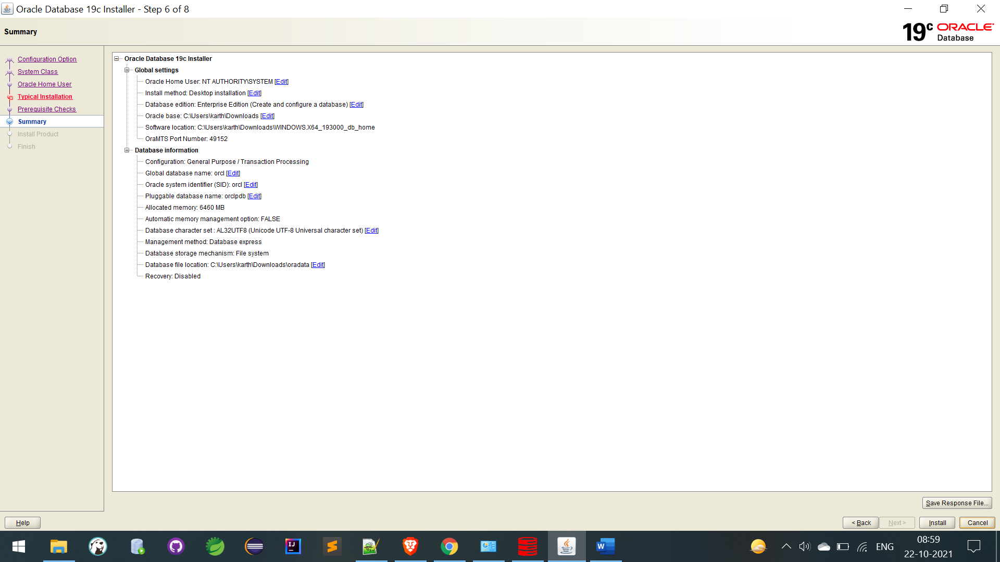 Oracle Database 19c Installer - Step 6 of 8
Summary
19c ORACLE
Database
Configuration Option
System Class
Oracle Home User
Typical Installation
Prerequisite Checks
Summary
Install Product
Finish
Oracle Database 19c Installer
Global settings
Oracle Home User: NT AUTHORITY\SYSTEM [Edit]
Install method: Desktop installation [Edit]
Database edition: Enterprise Edition (Create and configure a database) [Edit]
Oracle base: C:\Users\karth\Downloads [Edit]
Software location: C:\Users\karth\Downloads\WINDOWS.X64_193000_db_home
OraMTS Port Number: 49152
Database information
Configuration: General Purpose / Transaction Processing
Global database name: orcl [Edit]
Oracle system identifier (SID): orcl [Edit]
Pluggable database name: orclpdb [Edit]
Allocated memory: 6460 MB
Automatic memory management option: FALSE
Database character set : AL32UTF8 (Unicode UTF-8 Universal character set) [Edit]
Management method: Database express
Database storage mechanism: File system
Database file location: C:\Users\karth\Downloads\oradata [Edit]
Recovery: Disabled
Save Response File...
Help
< Back
Next >
Install
Cancel
IJ
W
ENG
08:59
22-10-2021